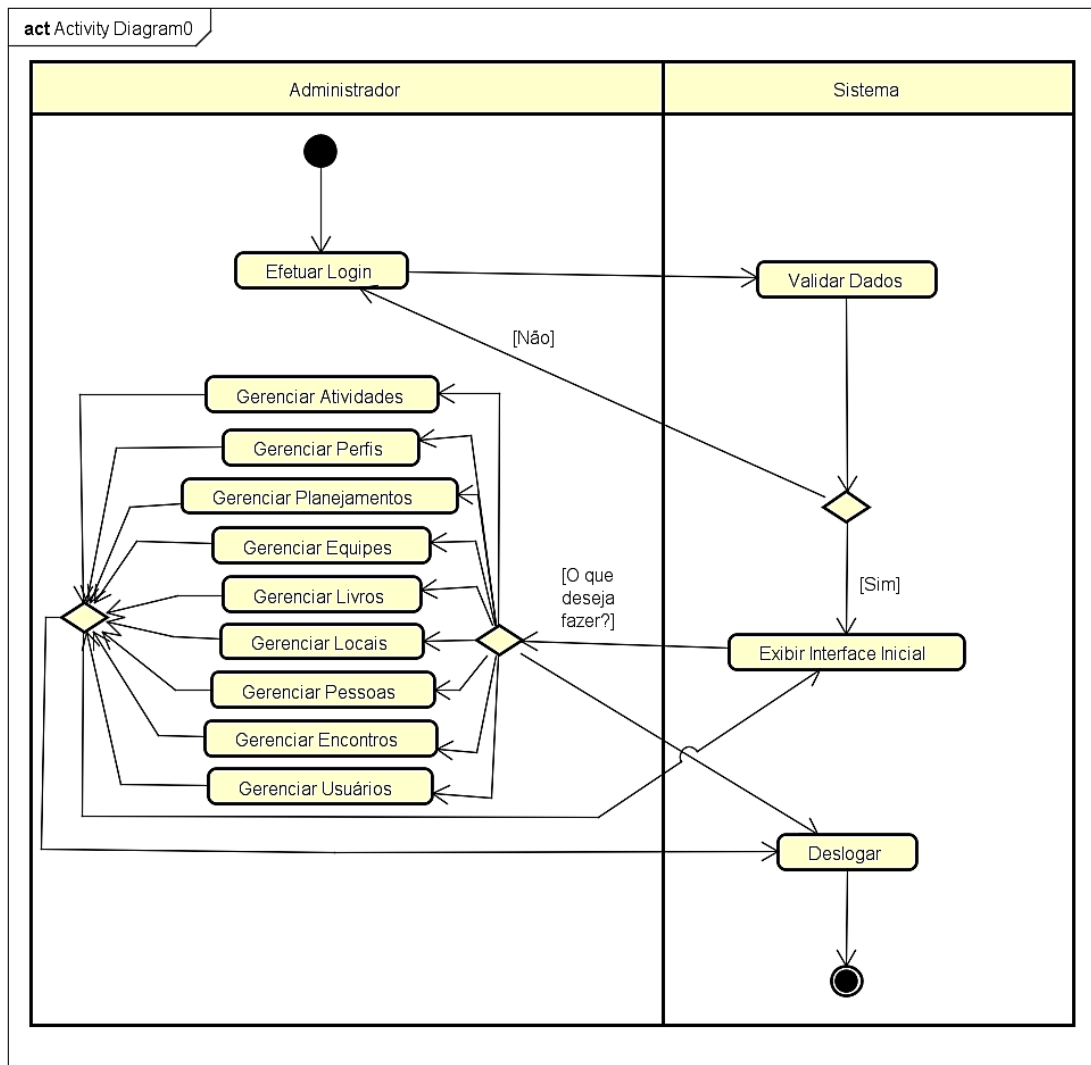 act Activity Diagram0
Administrador
Sistema
Efetuar Login
Validar Dados
[Não]
Gerenciar Atividades
Gerenciar Perfis
Gerenciar Planejamentos
Gerenciar Equipes
Gerenciar Livros
Gerenciar Locais
Gerenciar Pessoas
Gerenciar Encontros
Gerenciar Usuários
[O que
deseja
fazer?]
[Sim]
Exibir Interface Inicial
Deslogar